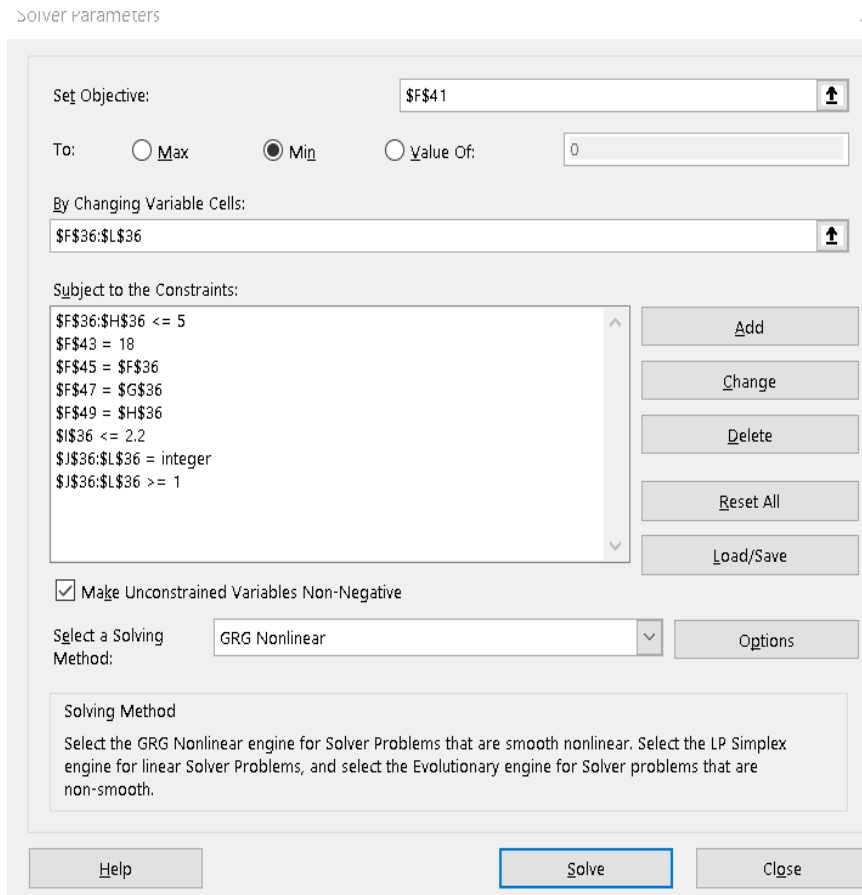 Solver Parameters
Set Objective: $F$41
To: Max Min Value Of: 0
By Changing Variable Cells:
$F$36:$L$36
Subject to the Constraints:
$F$36:$H$36 <= 5
$F$43 = 18
$F$45 = $F$36
$F$47 = $G$36
$F$49 = $H$36
$I$36 <= 2.2
$J$36:$L$36 = integer
$J$36:$L$36 >= 1
Add
Change
Delete
Reset All
Load/Save
Make Unconstrained Variables Non-Negative
Select a Solving Method: GRG Nonlinear Options
Solving Method
Select the GRG Nonlinear engine for Solver Problems that are smooth nonlinear. Select the LP Simplex
engine for linear Solver Problems, and select the Evolutionary engine for Solver problems that are
non-smooth.
Help Solve Close